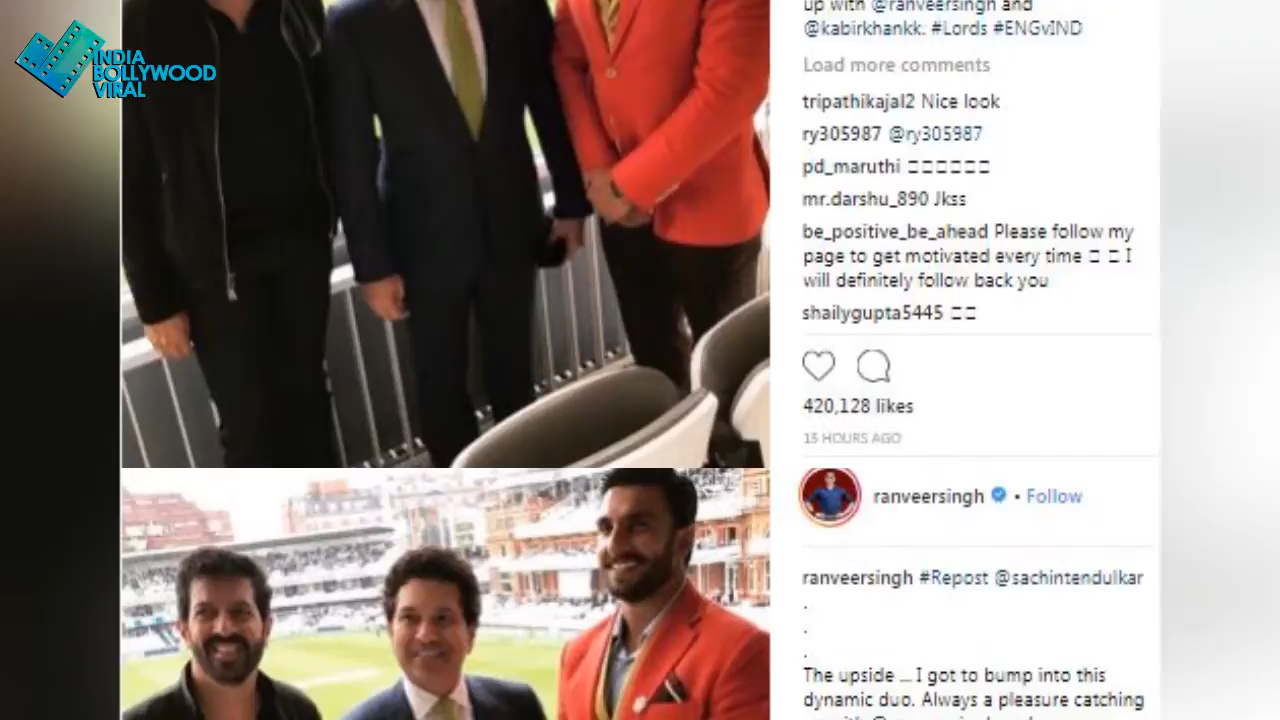 INDIA
BOLLYWOOD
VIRAL
up with @ranveersingh and
@kabirkhankk. #Lords #ENGvIND
Load more comments
tripathikajal2 Nice look
ry305987 @ry305987
pd_maruthi □□□□□□
mr.darshu_890 Jkss
be_positive_be_ahead Please follow my
page to get motivated every time □ □ I
will definitely follow back you
shailygupta5445 □□
420,128 likes
15 HOURS AGO
ranveersingh • Follow
ranveersingh #Repost @sachintendulkar
.
.
.
The upside ... I got to bump into this
dynamic duo. Always a pleasure catching